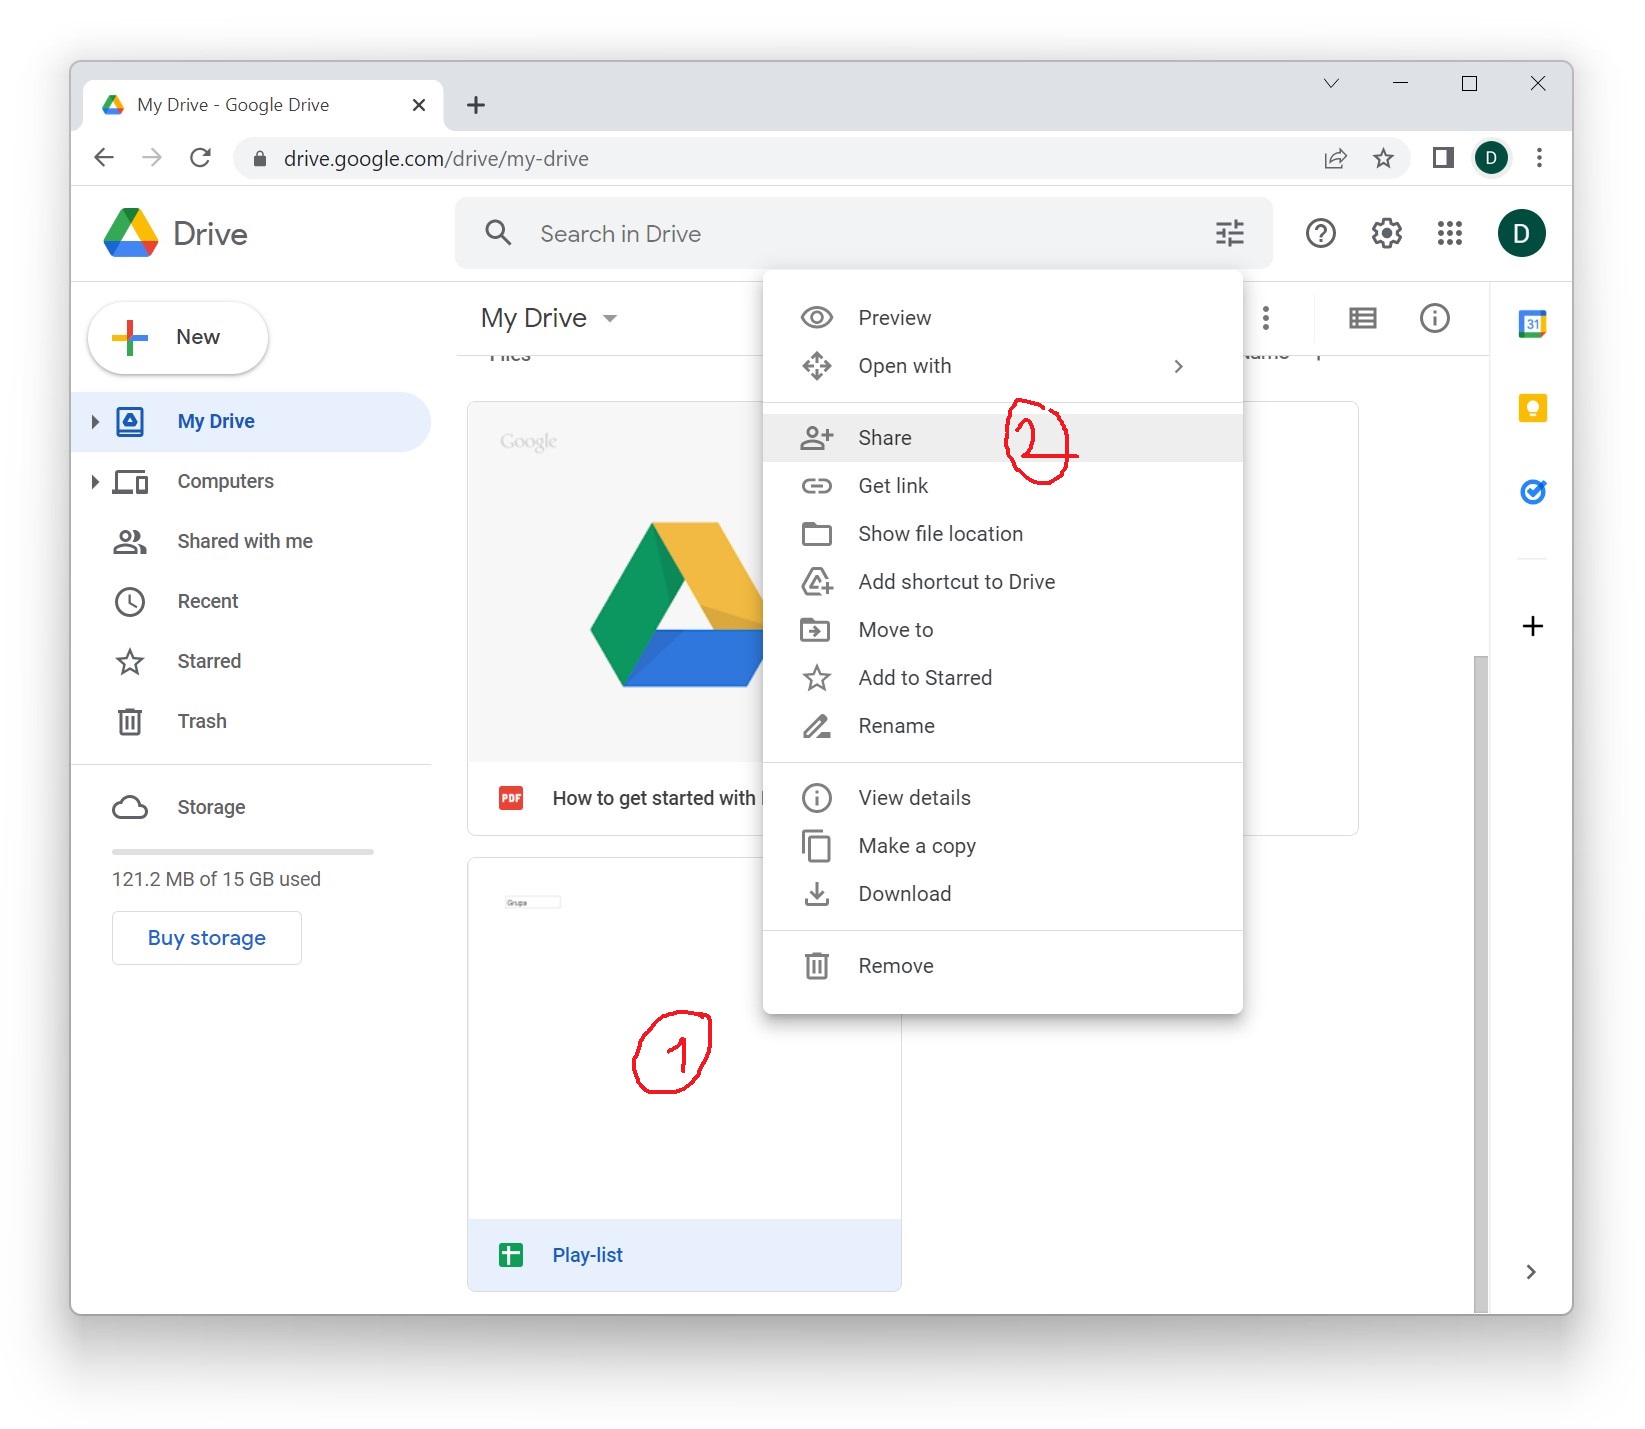 My Drive - Google Drive
drive.google.com/drive/my-drive
Drive
Search in Drive
D
D
New
My Drive
Computers
Shared with me
Recent
Starred
Trash
Storage
121.2 MB of 15 GB used
Buy storage
My Drive
Files
Name
Google
PDF
How to get started with
Grupa
1
Play-list
Preview
Open with
Share
2
Get link
Show file location
Add shortcut to Drive
Move to
Add to Starred
Rename
View details
Make a copy
Download
Remove
31